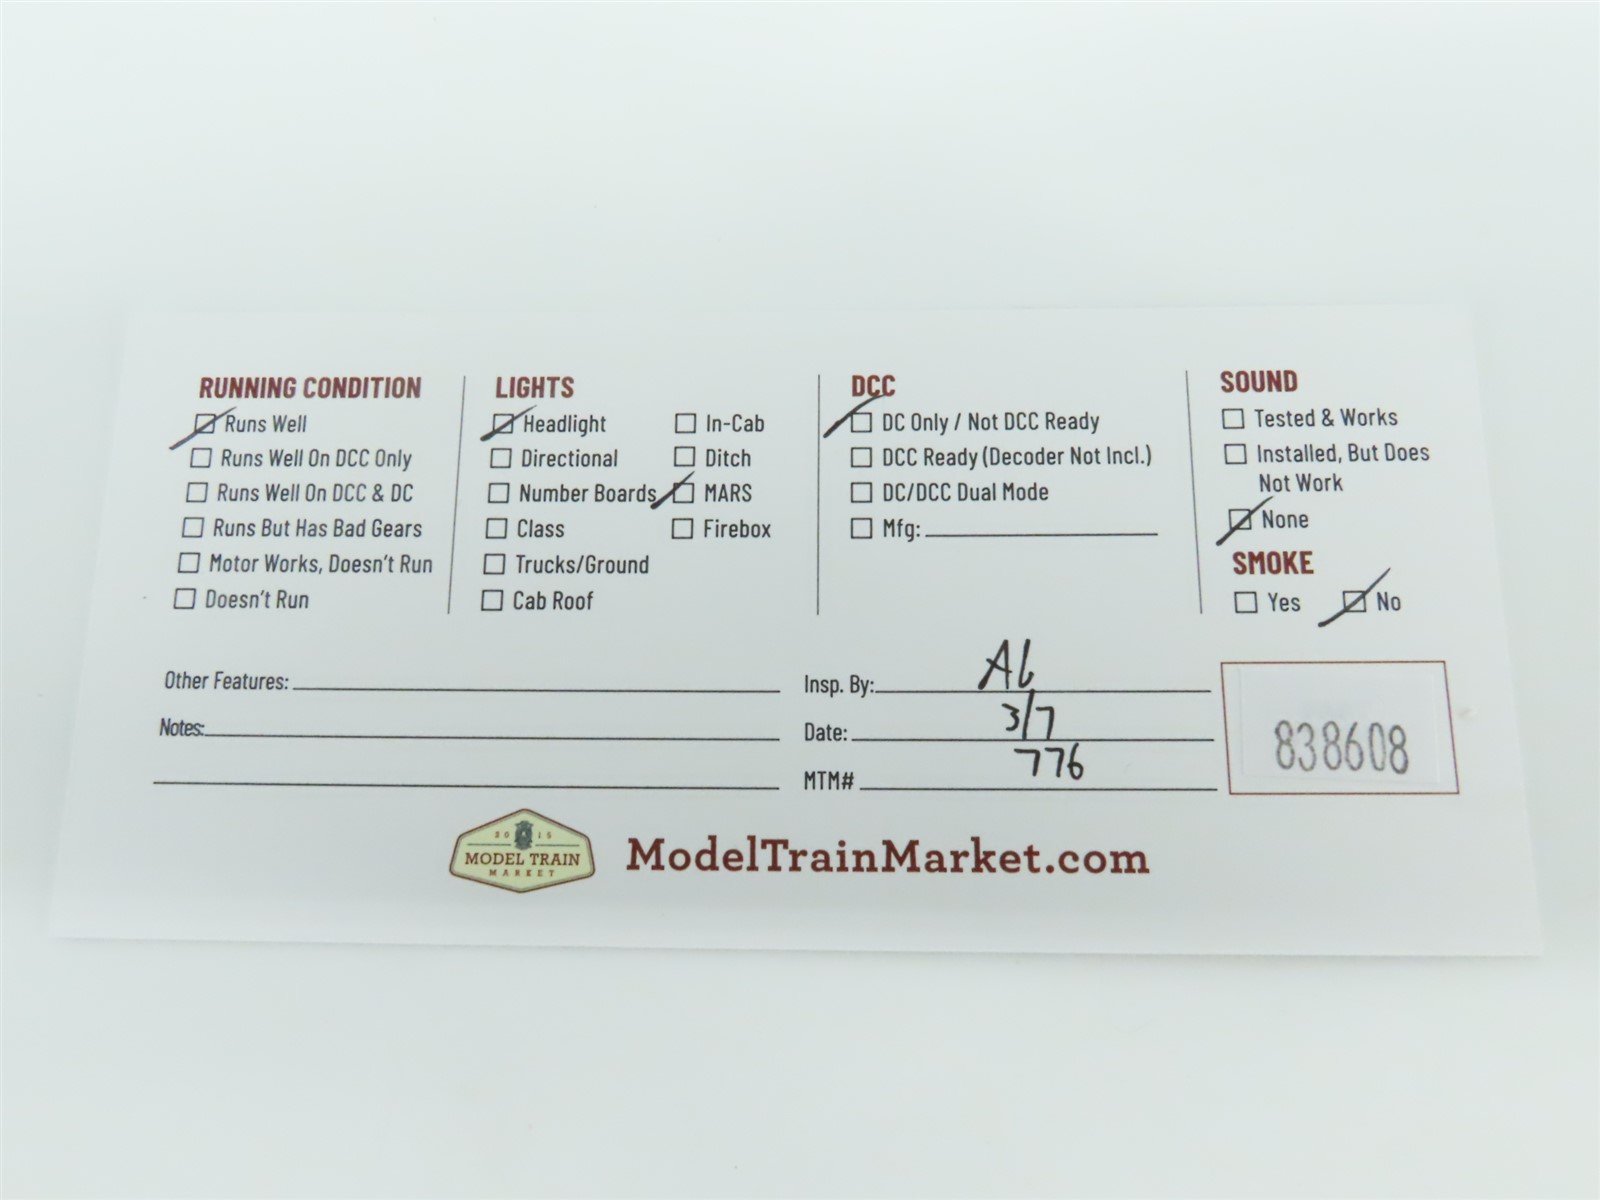 RUNNING CONDITION
Runs Well
Runs Well On DCC Only
Runs Well On DCC & DC
Runs But Has Bad Gears
Motor Works, Doesn't Run
Doesn't Run
LIGHTS
Headlight
Directional
Number Boards
Class
Trucks/Ground
Cab Roof
In-Cab
Ditch
MARS
Firebox
DCC
DC Only / Not DCC Ready
DCC Ready (Decoder Not Incl.)
DC/DCC Dual Mode
Mfg:
SOUND
Tested & Works
Installed, But Does
Not Work
None
SMOKE
Yes No
Other Features:
Notes:
Insp. By:
Date: 3/7
MTM# 776
838608
2015
MODEL TRAIN
MARKET
ModelTrainMarket.com